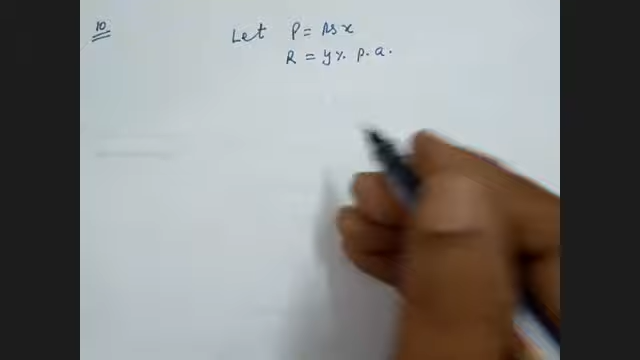 10
Let P = Rs x
R = y% p.a.